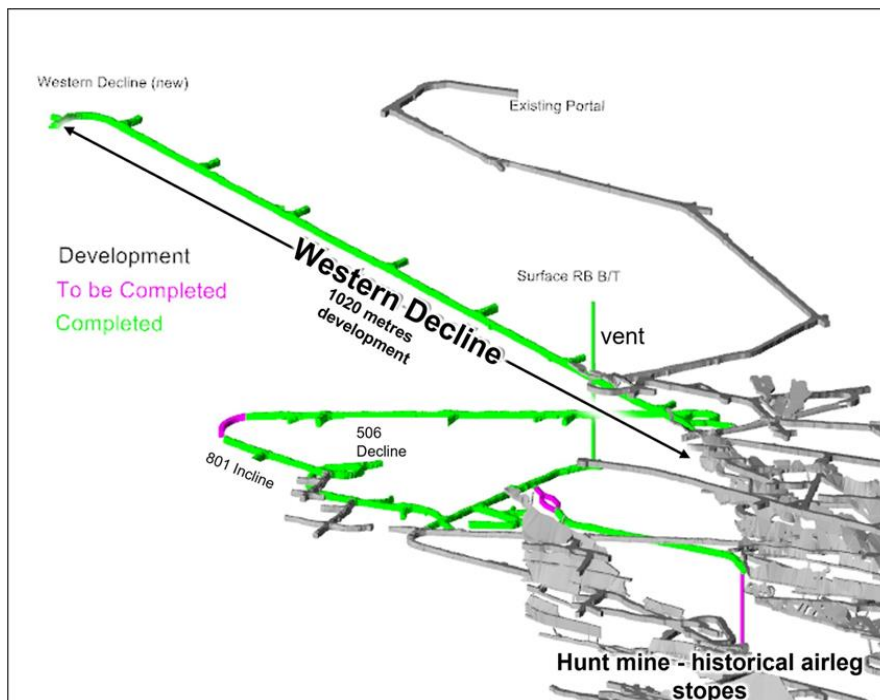 Western Decline (new)
Existing Portal
Development
To be Completed
Completed
Western Decline
1020 metres
development
Surface RB B/T
vent
506
Decline
801 Incline
Hunt mine - historical airleg
stopes